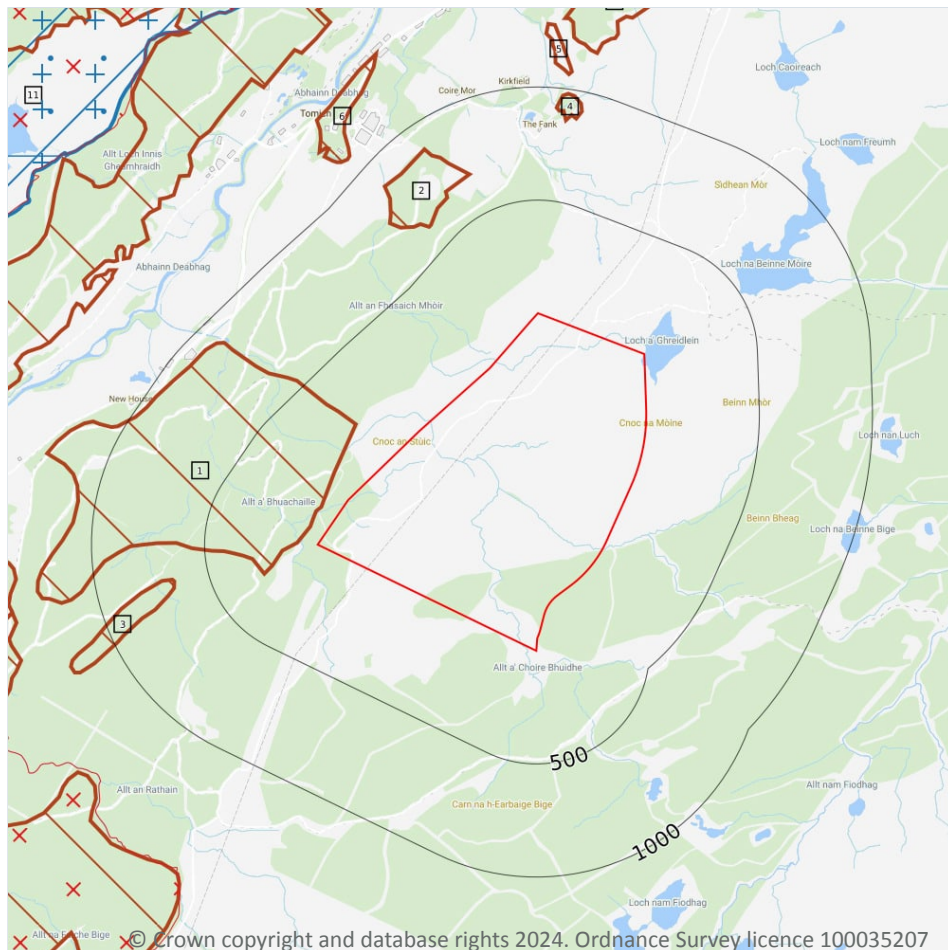 5
Loch Caoireach
Kirkfield
Coire Mor
Abhainn Deabhag
11
4
Tomich
6
The Fank
Loch nam Freumh
Allt Loch Innis
Gheamhraidh
2
Sìdhean Mòr
Abhainn Deabhag
Loch na Beinne Mòire
Allt an Fhasaich Mhòir
Loch a' Ghreidlein
New House
Beinn Mhòr
Cnoc na Mòine
Cnoc an Stùic
Loch nan Luch
1
Allt a' Bhuachaille
Beinn Bheag
Loch na Beinne Bige
3
Allt a' Choire Bhuidhe
500
Allt an Rathain
Allt nam Fiodhag
Carn na h-Earbaige Bige
1000
Loch nam Fiodhag
© Crown copyright and database rights 2024. Ordnance Survey licence 100035207